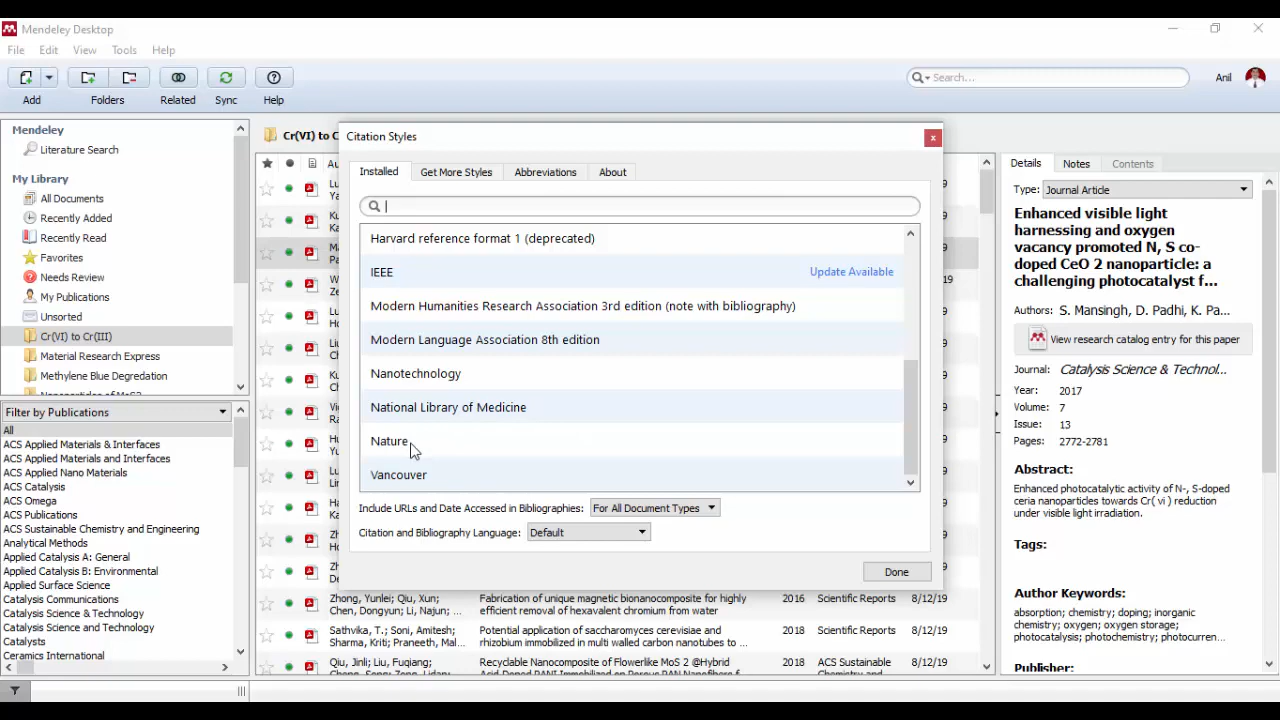 Mendeley Desktop
File Edit View Tools Help
Search...
Anil
Add Folders Related Sync Help
Mendeley
Literature Search
My Library
All Documents
Recently Added
Recently Read
Favorites
Needs Review
My Publications
Unsorted
Cr(VI) to Cr(III)
Material Research Express
Methylene Blue Degredation
Filter by Publications
All
ACS Applied Materials & Interfaces
ACS Applied Materials and Interfaces
ACS Applied Nano Materials
ACS Catalysis
ACS Omega
ACS Publications
ACS Sustainable Chemistry and Engineering
Analytical Methods
Applied Catalysis A: General
Applied Catalysis B: Environmental
Applied Surface Science
Catalysis Communications
Catalysis Science & Technology
Catalysis Science and Technology
Catalysts
Ceramics International
Cr(VI) to C
Citation Styles
x
Installed Get More Styles Abbreviations About
Harvard reference format 1 (deprecated)
IEEE Update Available
Modern Humanities Research Association 3rd edition (note with bibliography)
Modern Language Association 8th edition
Nanotechnology
National Library of Medicine
Nature
Vancouver
Include URLs and Date Accessed in Bibliographies: For All Document Types
Citation and Bibliography Language: Default
Done
Zhong, Yunlei; Qiu, Xun; Fabrication of unique magnetic bionanocomposite for highly 2016 Scientific Reports 8/12/19
Chen, Dongyun; Li, Najun; ... efficient removal of hexavalent chromium from water
Sathvika, T.; Soni, Amitesh; Potential application of saccharomyces cerevisiae and 2018 Scientific Reports 8/12/19
Sharma, Kriti; Praneeth, Mal... rhizobium immobilized in multi walled carbon nanotubes to...
Qiu, Jinli; Liu, Fuqiang; Recyclable Nanocomposite of Flowerlike MoS 2 @Hybrid 2018 ACS Sustainable 8/12/19
Details Notes Contents
Type: Journal Article
Enhanced visible light
harnessing and oxygen
vacancy promoted N, S co-
doped CeO 2 nanoparticle: a
challenging photocatalyst f...
Authors: S. Mansingh, D. Padhi, K. Pa...
View research catalog entry for this paper
Journal: Catalysis Science & Technol...
Year: 2017
Volume: 7
Issue: 13
Pages: 2772-2781
Abstract:
Enhanced photocatalytic activity of N-, S-doped
ceria nanoparticles towards Cr( vi ) reduction
under visible light irradiation.
Tags:
Author Keywords:
absorption; chemistry; doping; inorganic
chemistry; oxygen; oxygen storage;
photocatalysis; photochemistry; photocurren...
Publisher: